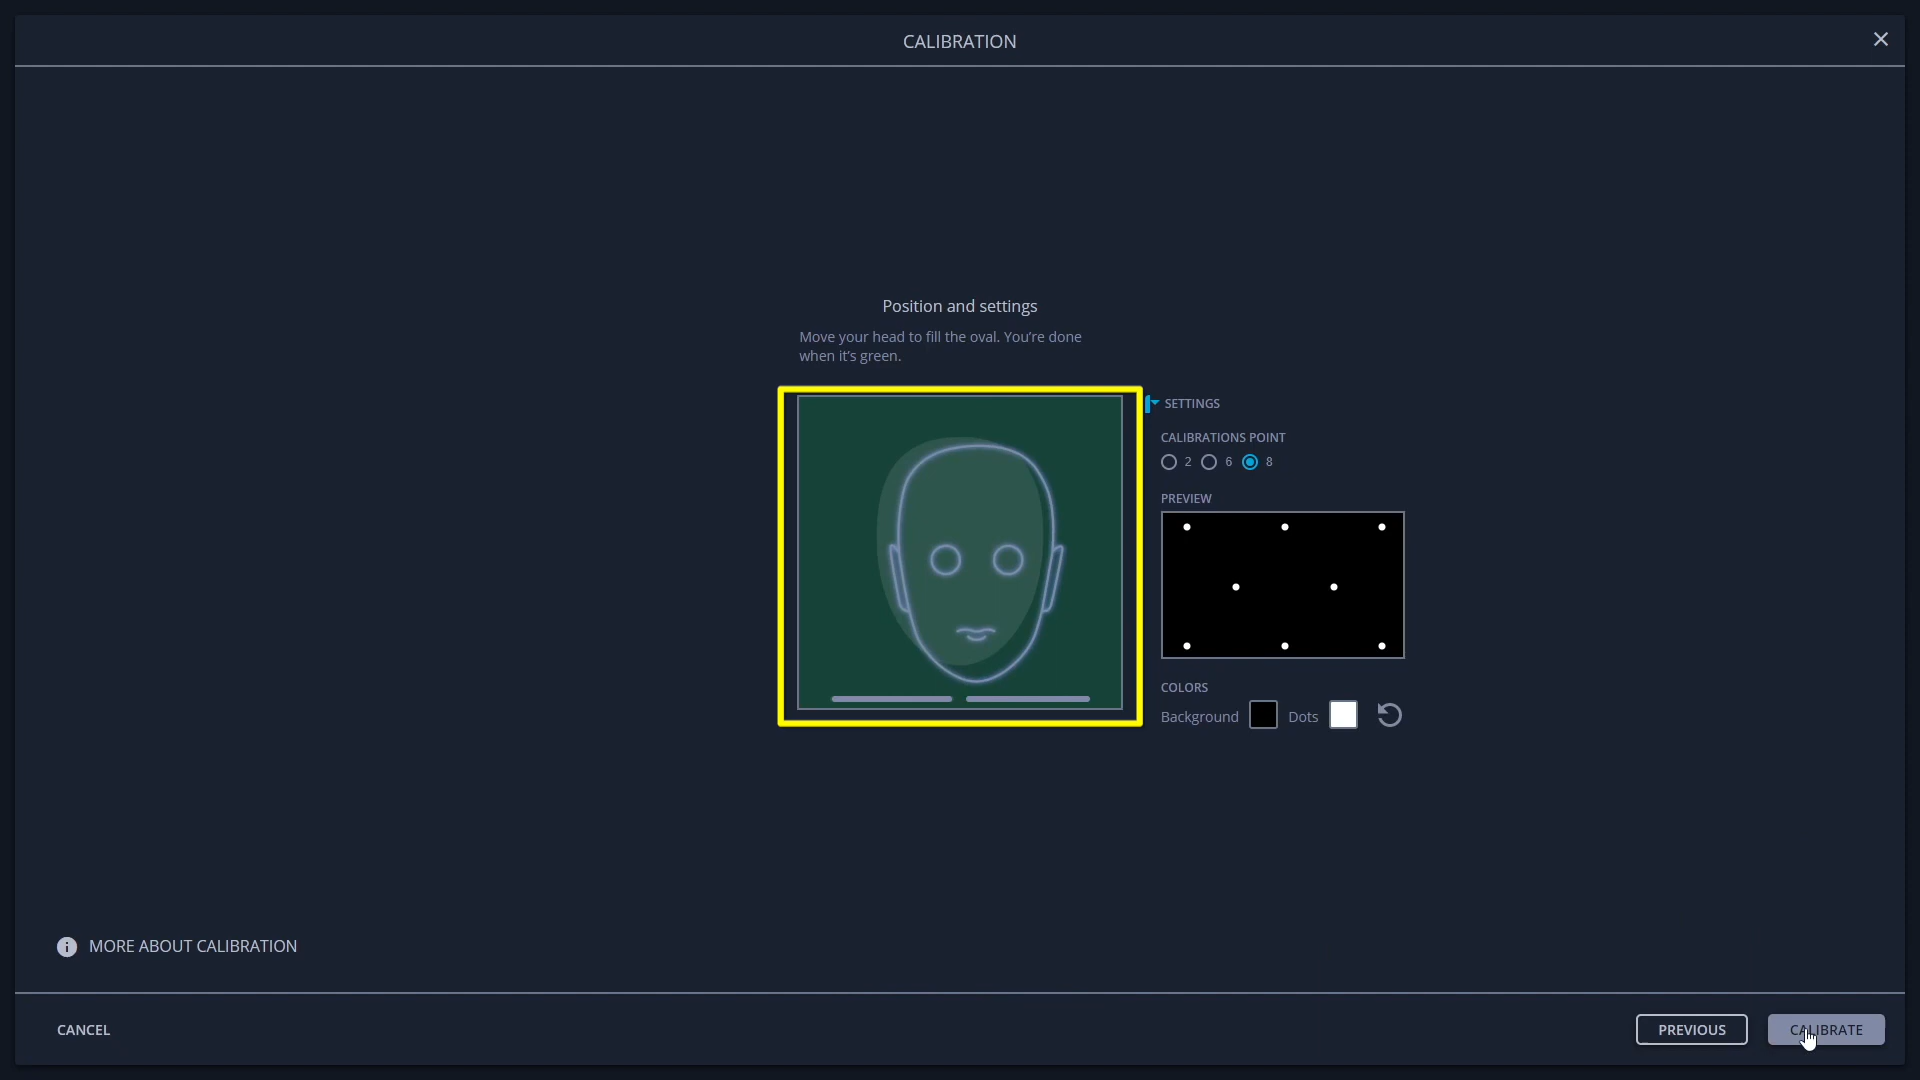 CALIBRATION
Position and settings
Move your head to fill the oval. You're done
when it's green.
SETTINGS
CALIBRATIONS POINT
2 6 8
PREVIEW
COLORS
Background Dots
MORE ABOUT CALIBRATION
CANCEL PREVIOUS CALIBRATE